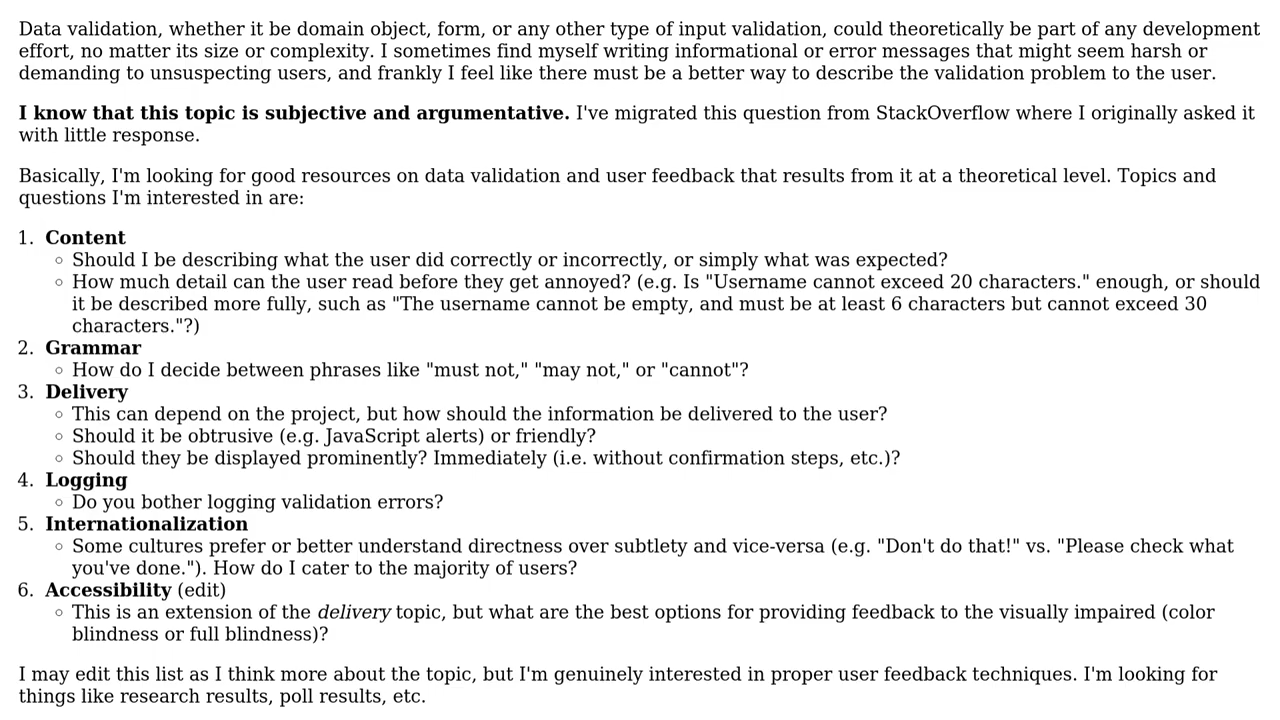 Data validation, whether it be domain object, form, or any other type of input validation, could theoretically be part of any development
effort, no matter its size or complexity. I sometimes find myself writing informational or error messages that might seem harsh or
demanding to unsuspecting users, and frankly I feel like there must be a better way to describe the validation problem to the user.
I know that this topic is subjective and argumentative. I've migrated this question from StackOverflow where I originally asked it
with little response.
Basically, I'm looking for good resources on data validation and user feedback that results from it at a theoretical level. Topics and
questions I'm interested in are:
1. Content
◦ Should I be describing what the user did correctly or incorrectly, or simply what was expected?
◦ How much detail can the user read before they get annoyed? (e.g. Is "Username cannot exceed 20 characters." enough, or should
it be described more fully, such as "The username cannot be empty, and must be at least 6 characters but cannot exceed 30
characters."?)
2. Grammar
◦ How do I decide between phrases like "must not," "may not," or "cannot"?
3. Delivery
◦ This can depend on the project, but how should the information be delivered to the user?
◦ Should it be obtrusive (e.g. JavaScript alerts) or friendly?
◦ Should they be displayed prominently? Immediately (i.e. without confirmation steps, etc.)?
4. Logging
◦ Do you bother logging validation errors?
5. Internationalization
◦ Some cultures prefer or better understand directness over subtlety and vice-versa (e.g. "Don't do that!" vs. "Please check what
you've done."). How do I cater to the majority of users?
6. Accessibility (edit)
◦ This is an extension of the delivery topic, but what are the best options for providing feedback to the visually impaired (color
blindness or full blindness)?
I may edit this list as I think more about the topic, but I'm genuinely interested in proper user feedback techniques. I'm looking for
things like research results, poll results, etc.